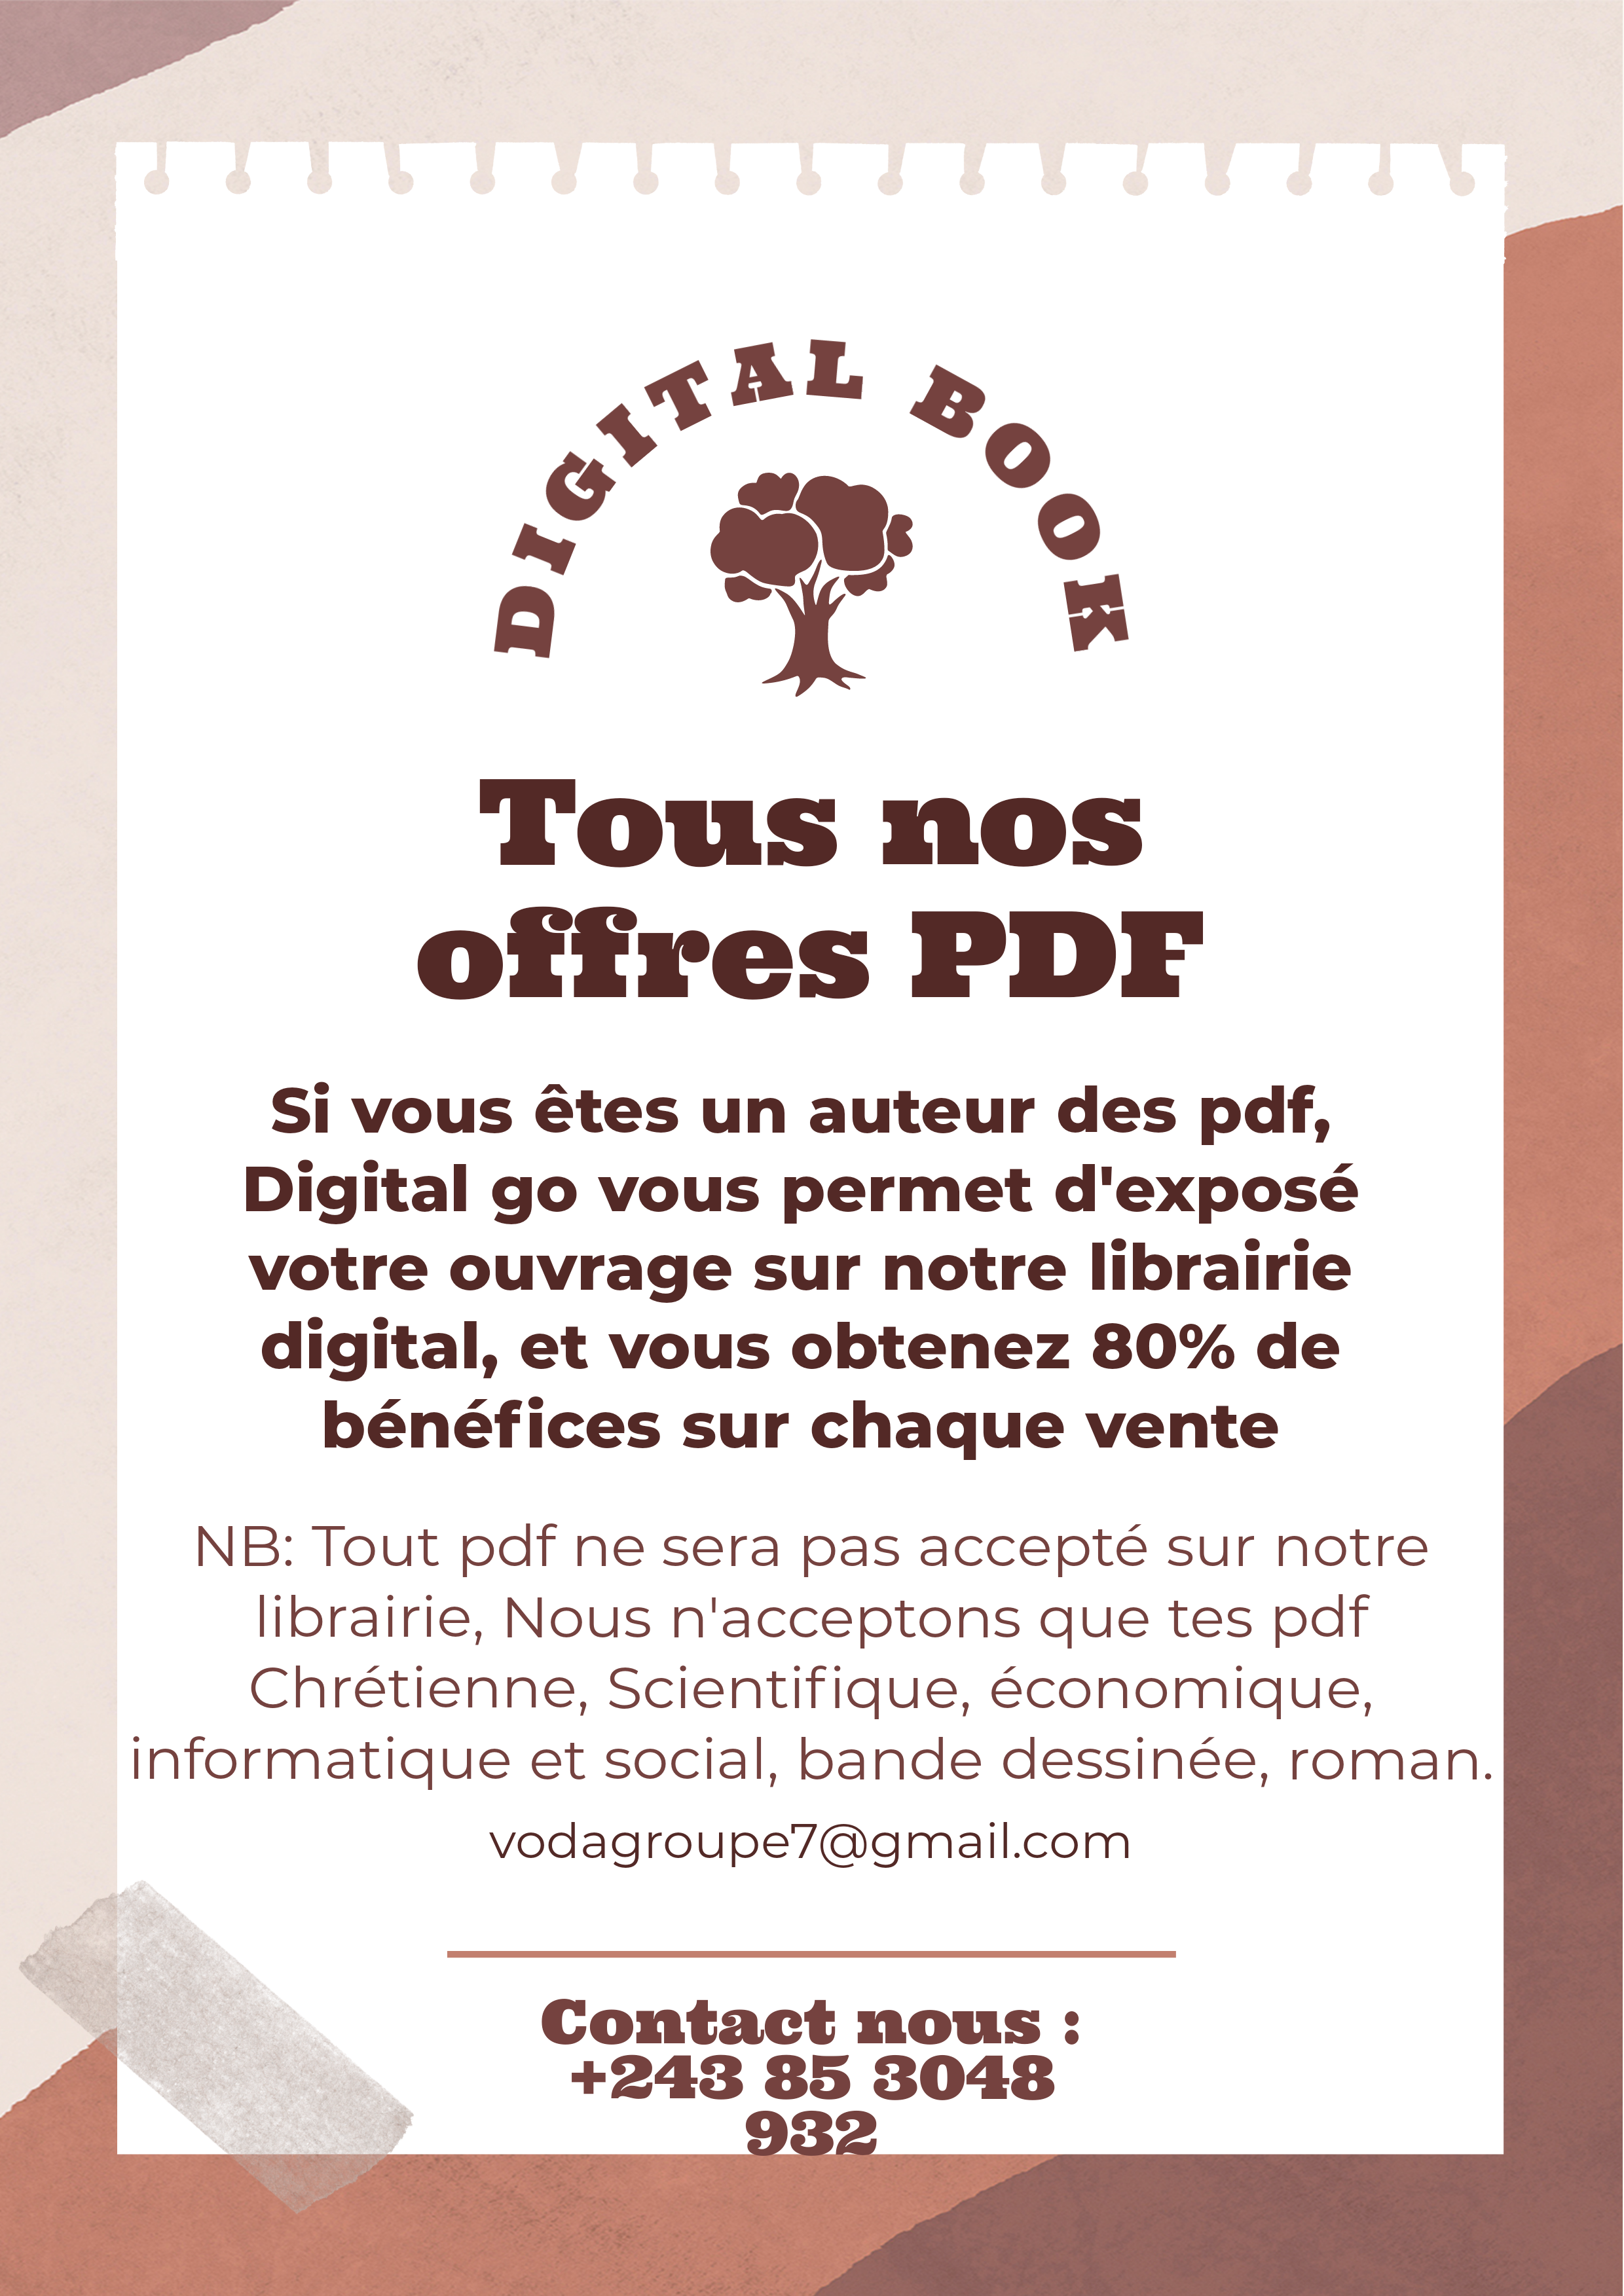 DIGITAL BOOK
Tous nos
offres PDF
Si vous êtes un auteur des pdf,
Digital go vous permet d'exposé
votre ouvrage sur notre librairie
digital, et vous obtenez 80% de
bénéfices sur chaque vente
NB: Tout pdf ne sera pas accepté sur notre
librairie, Nous n'acceptons que tes pdf
Chrétienne, Scientifique, économique,
informatique et social, bande dessinée, roman.
vodagroupe7@gmail.com
Contact nous :
+243 85 3048
932